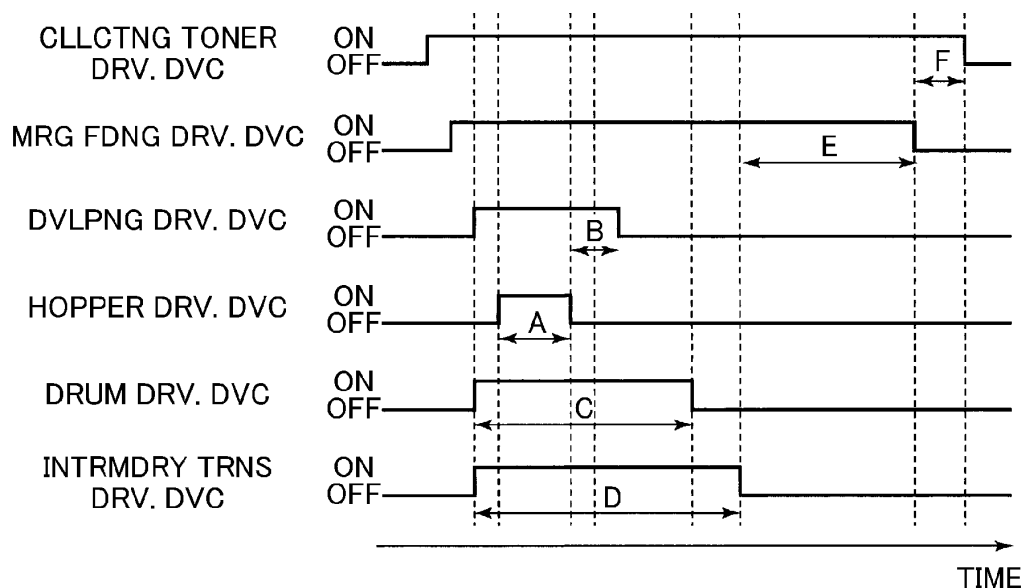 CLLCTNG TONER
DRV. DVC
ON
OFF
F
MRG FDNG DRV. DVC
ON
OFF
E
DVLPNG DRV. DVC
ON
OFF
B
HOPPER DRV. DVC
ON
OFF
A
DRUM DRV. DVC
ON
OFF
C
INTRMDRY TRNS
DRV. DVC
ON
OFF
D
TIME